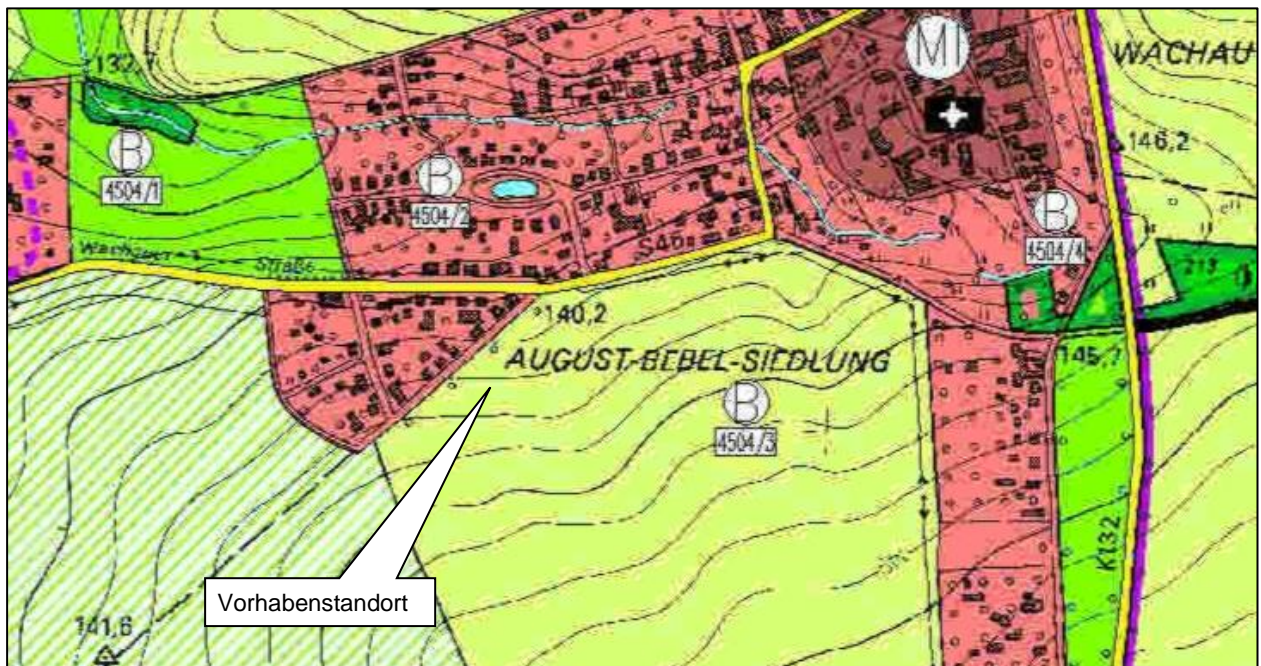 MI
WACHAU
132,7
146,2
B
4504/1
B
4504/2
B
4504/4
Wachauer Straße
S46
213
140,2
AUGUST-BEBEL-SIEDLUNG
145,7
B
4504/3
K132
Vorhabenstandort
141,6